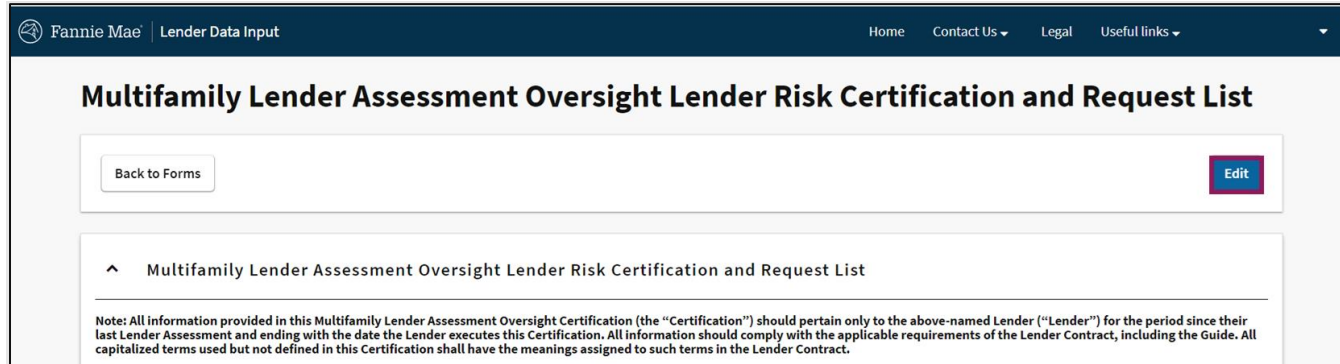 Fannie Mae® | Lender Data Input Home Contact Us Legal Useful links
Multifamily Lender Assessment Oversight Lender Risk Certification and Request List
Back to Forms Edit
Multifamily Lender Assessment Oversight Lender Risk Certification and Request List
Note: All information provided in this Multifamily Lender Assessment Oversight Certification (the “Certification”) should pertain only to the above-named Lender (“Lender”) for the period since their
last Lender Assessment and ending with the date the Lender executes this Certification. All information should comply with the applicable requirements of the Lender Contract, including the Guide. All
capitalized terms used but not defined in this Certification shall have the meanings assigned to such terms in the Lender Contract.